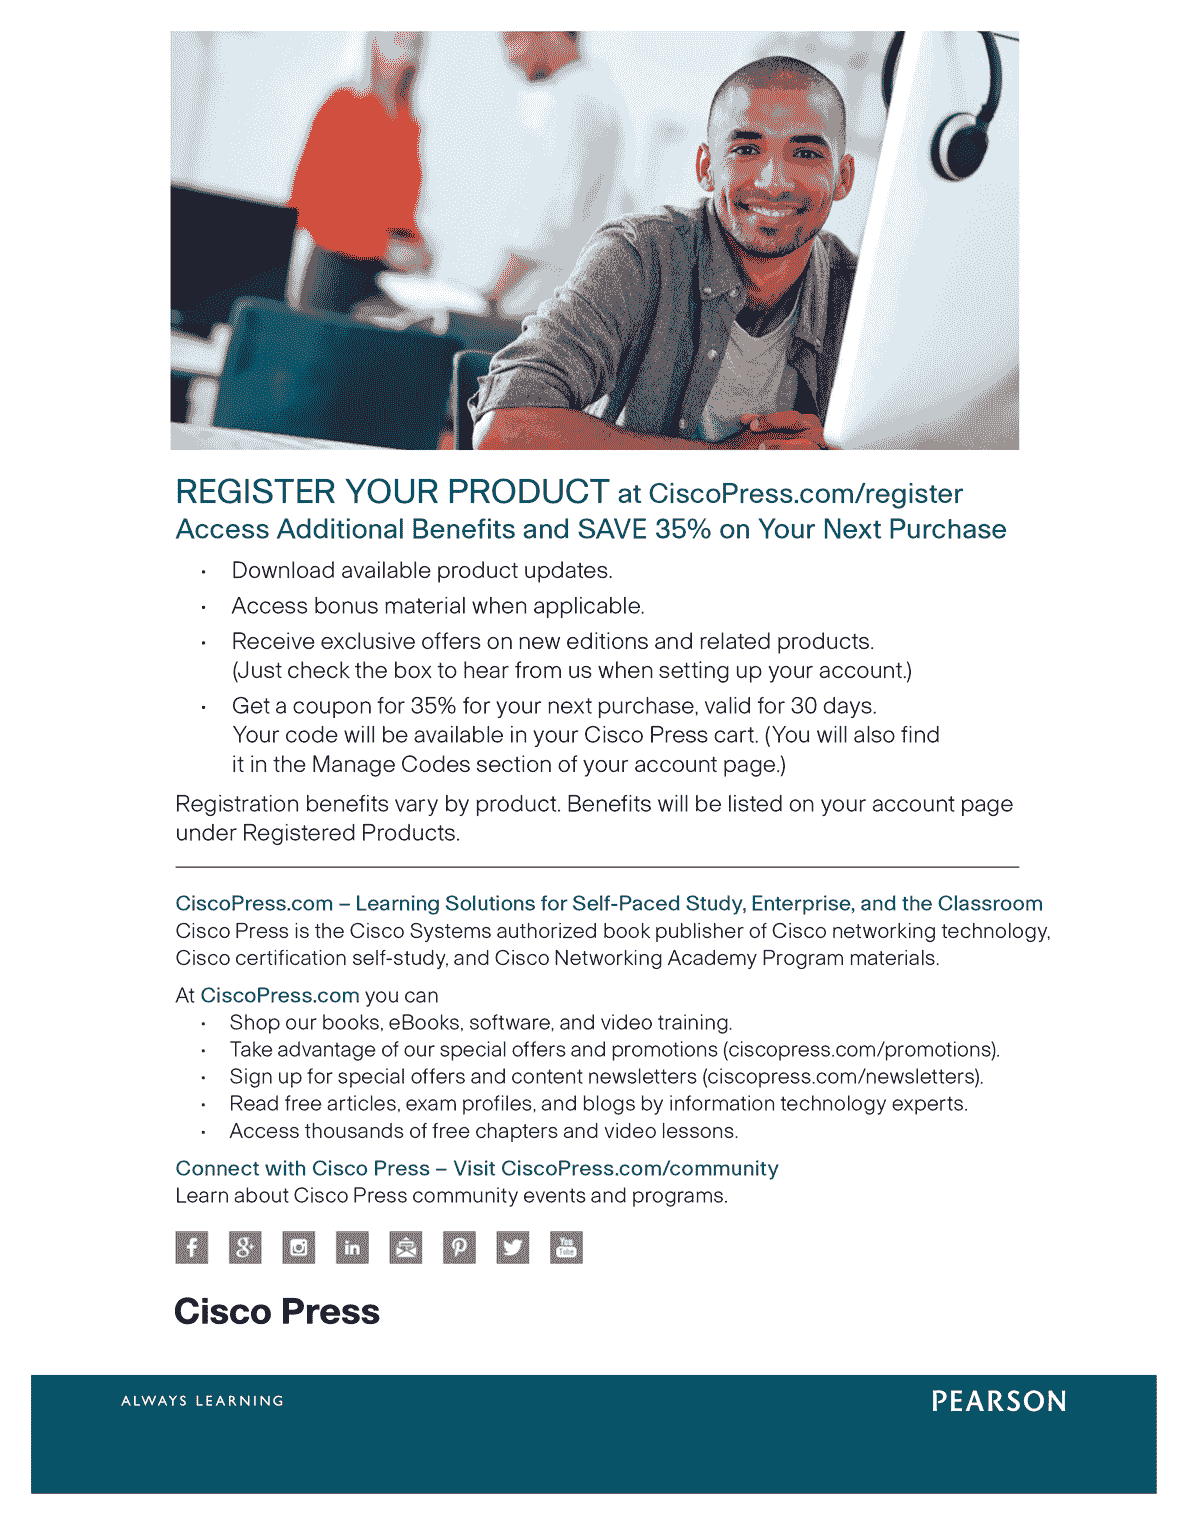 REGISTER YOUR PRODUCT at CiscoPress.com/register
Access Additional Benefits and SAVE 35% on Your Next Purchase
• Download available product updates.
• Access bonus material when applicable.
• Receive exclusive offers on new editions and related products.
(Just check the box to hear from us when setting up your account.)
• Get a coupon for 35% for your next purchase, valid for 30 days.
Your code will be available in your Cisco Press cart. (You will also find
it in the Manage Codes section of your account page.)
Registration benefits vary by product. Benefits will be listed on your account page
under Registered Products.
CiscoPress.com – Learning Solutions for Self-Paced Study, Enterprise, and the Classroom
Cisco Press is the Cisco Systems authorized book publisher of Cisco networking technology,
Cisco certification self-study, and Cisco Networking Academy Program materials.
At CiscoPress.com you can
• Shop our books, eBooks, software, and video training.
• Take advantage of our special offers and promotions (ciscopress.com/promotions).
• Sign up for special offers and content newsletters (ciscopress.com/newsletters).
• Read free articles, exam profiles, and blogs by information technology experts.
• Access thousands of free chapters and video lessons.
Connect with Cisco Press – Visit CiscoPress.com/community
Learn about Cisco Press community events and programs.
f g+ in You Tube
Cisco Press
ALWAYS LEARNING PEARSON